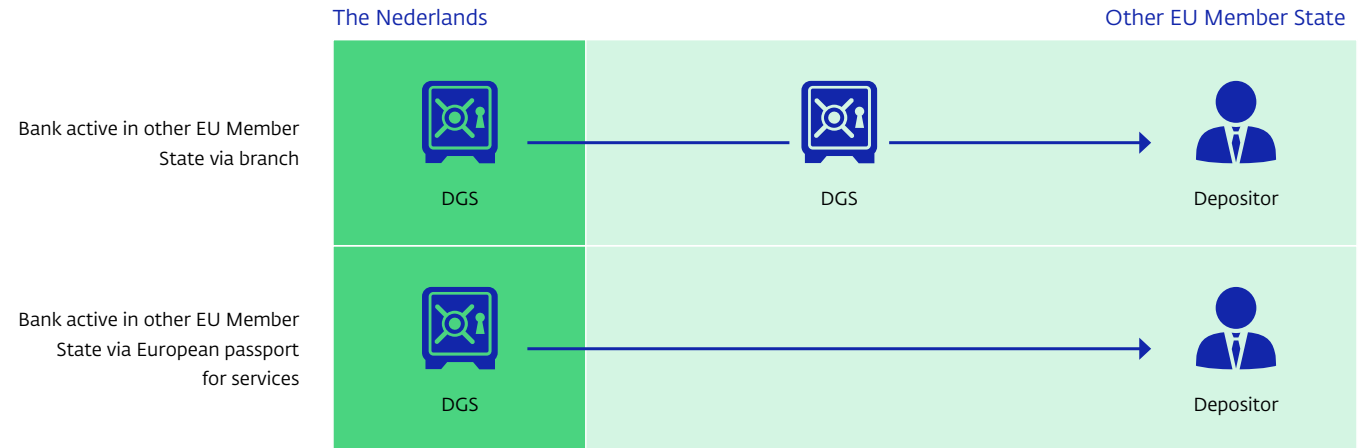 The Nederlands
Other EU Member State
Bank active in other EU Member
State via branch
DGS
DGS
Depositor
Bank active in other EU Member
State via European passport
for services
DGS
Depositor